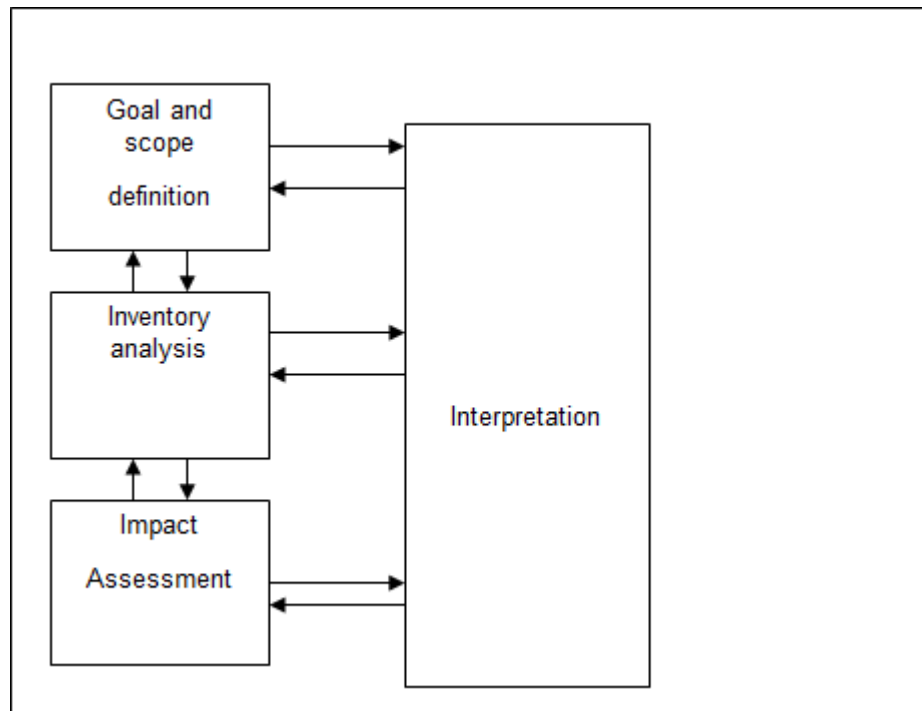 Goal and
scope
definition
Inventory
analysis
Interpretation
Impact
Assessment